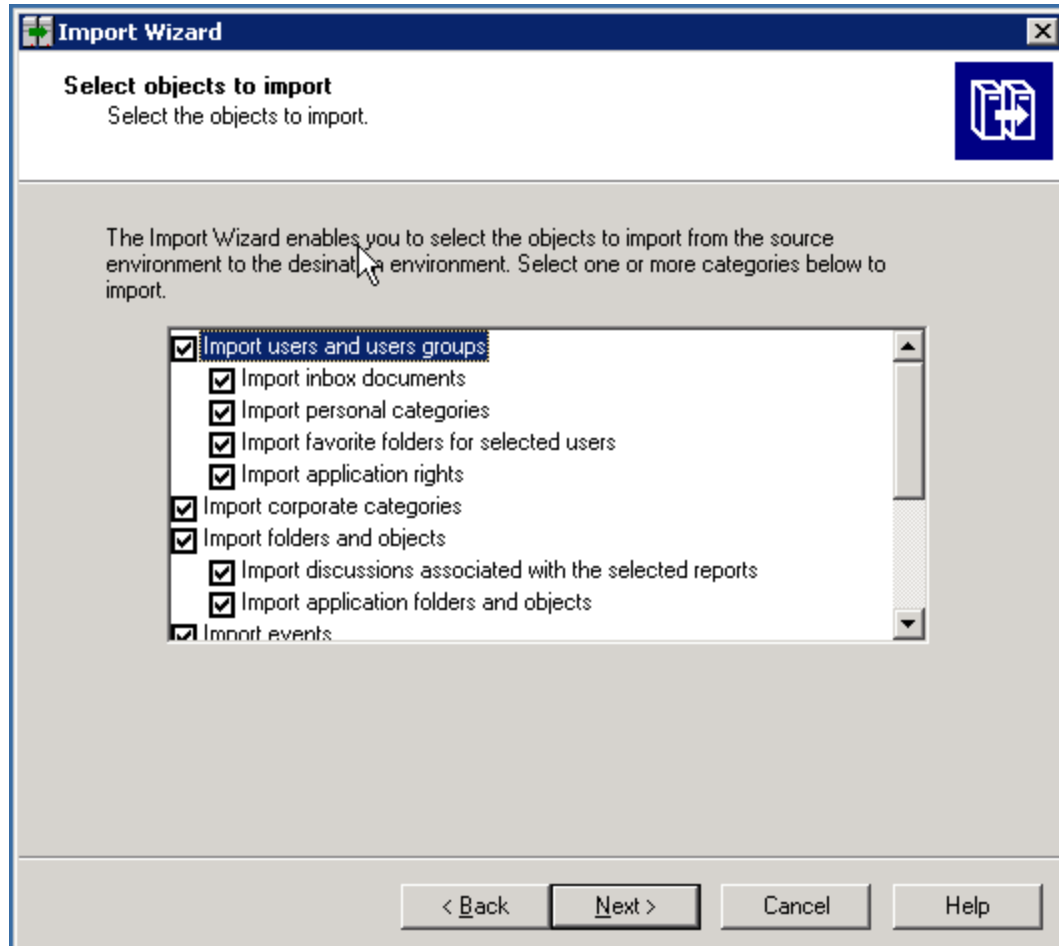 Import Wizard
Select objects to import
Select the objects to import.
The Import Wizard enables you to select the objects to import from the source
environment to the environment. Select one or more categories below to
import.
Import users and users groups
Import inbox documents
Import personal categories
Import favorite folders for selected users
Import application rights
Import corporate categories
Import folders and objects
Import discussions associated with the selected reports
Import application folders and objects
Import events
< Back
Next >
Cancel
Help